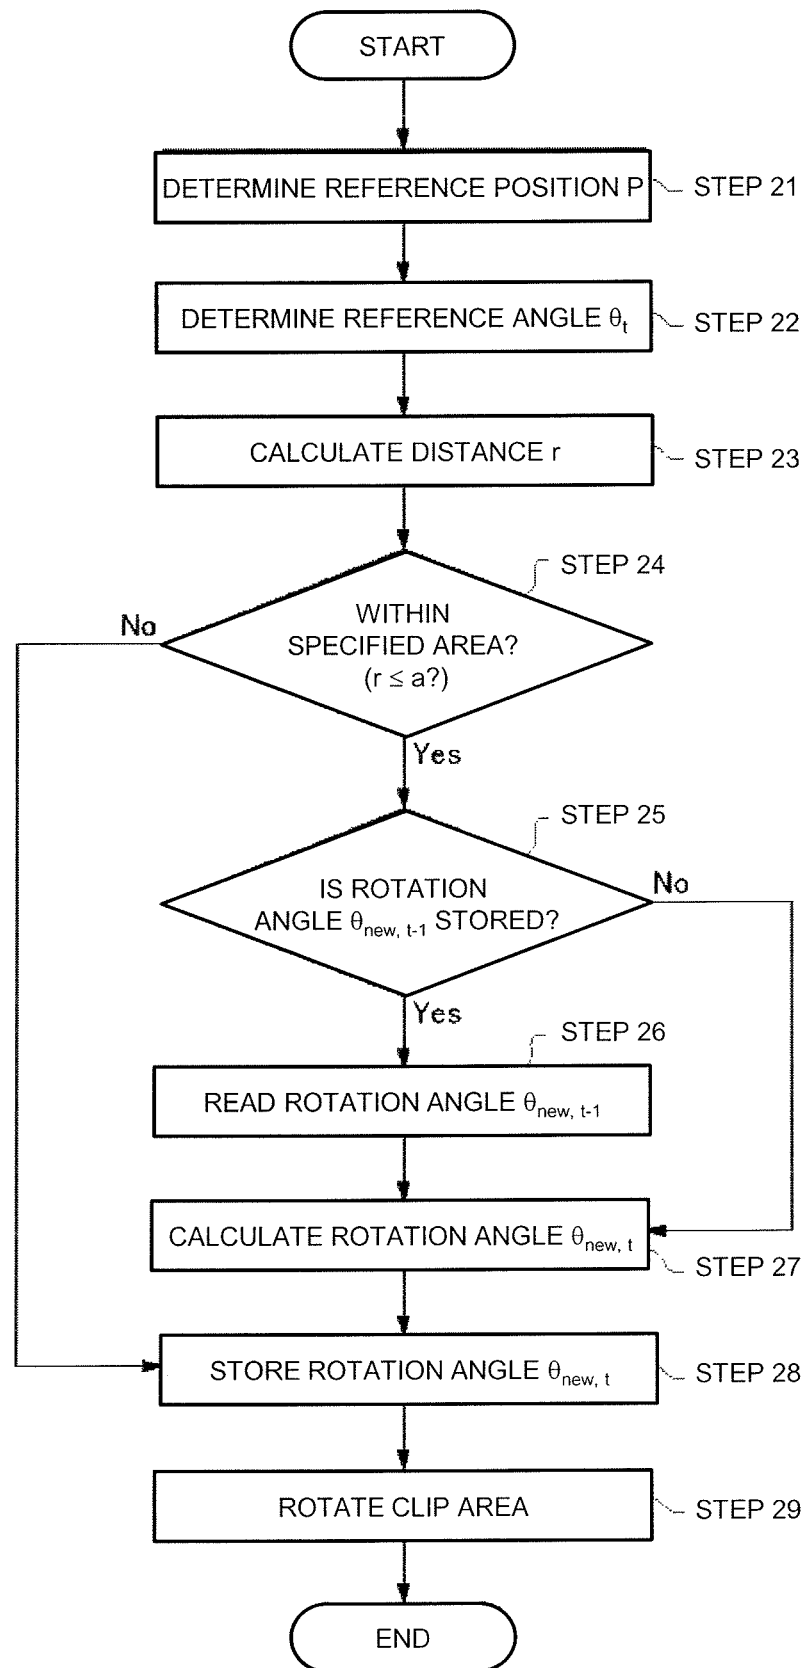 START
DETERMINE REFERENCE POSITION P
STEP 21
DETERMINE REFERENCE ANGLE θt
STEP 22
CALCULATE DISTANCE r
STEP 23
STEP 24
No
WITHIN
SPECIFIED AREA?
(r ≤ a?)
Yes
STEP 25
No
IS ROTATION
ANGLE θnew, t-1 STORED?
Yes
STEP 26
READ ROTATION ANGLE θnew, t-1
CALCULATE ROTATION ANGLE θnew, t
STEP 27
STORE ROTATION ANGLE θnew, t
STEP 28
ROTATE CLIP AREA
STEP 29
END